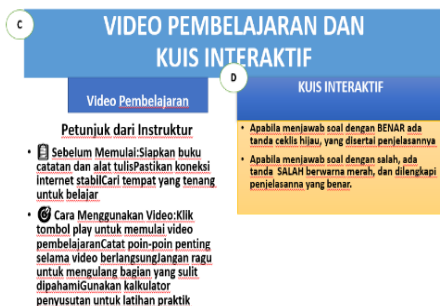 C
VIDEO PEMBELAJARAN DAN
KUIS INTERAKTIF
Video Pembelajaran
Petunjuk dari Instruktur
• Sebelum Memulai:Siapkan buku
catatan dan alat tulisPastikan koneksi
internet stabilCari tempat yang tenang
untuk belajar
• Cara Menggunakan Video:Klik
tombol play untuk memulai video
pembelajaranCatat poin-poin penting
selama video berlangsungJangan ragu
untuk mengulang bagian yang sulit
dipahamiGunakan kalkulator
penyusutan untuk latihan praktik
D
KUIS INTERAKTIF
• Apabila menjawab soal dengan BENAR ada
tanda ceklis hijau, yang disertai penjelasannya
• Apabila menjawab soal dengan salah, ada
tanda SALAH berwarna merah, dan dilengkapi
penjelasanna yang benar.